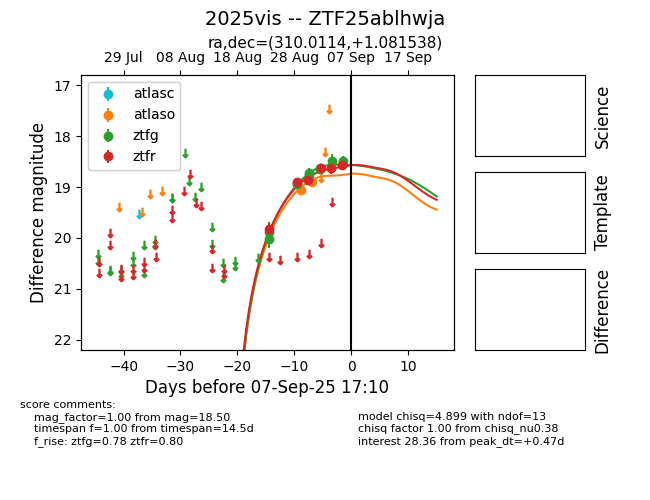 2025vis -- ZTF25ablhwja
ra,dec=(310.0114,+1.081538)
29 Jul 08 Aug 18 Aug 28 Aug 07 Sep 17 Sep
atlasc
atlaso
ztfg
ztfr
17
18
19
20
21
22
Difference magnitude
−40 −30 −20 −10 0 10
Days before 07-Sep-25 17:10
Science
Template
Difference
score comments:
mag_factor=1.00 from mag=18.50
timespan f=1.00 from timespan=14.5d
f_rise: ztfg=0.78 ztfr=0.80
model chisq=4.899 with ndof=13
chisq factor 1.00 from chisq_nu0.38
interest 28.36 from peak_dt=+0.47d